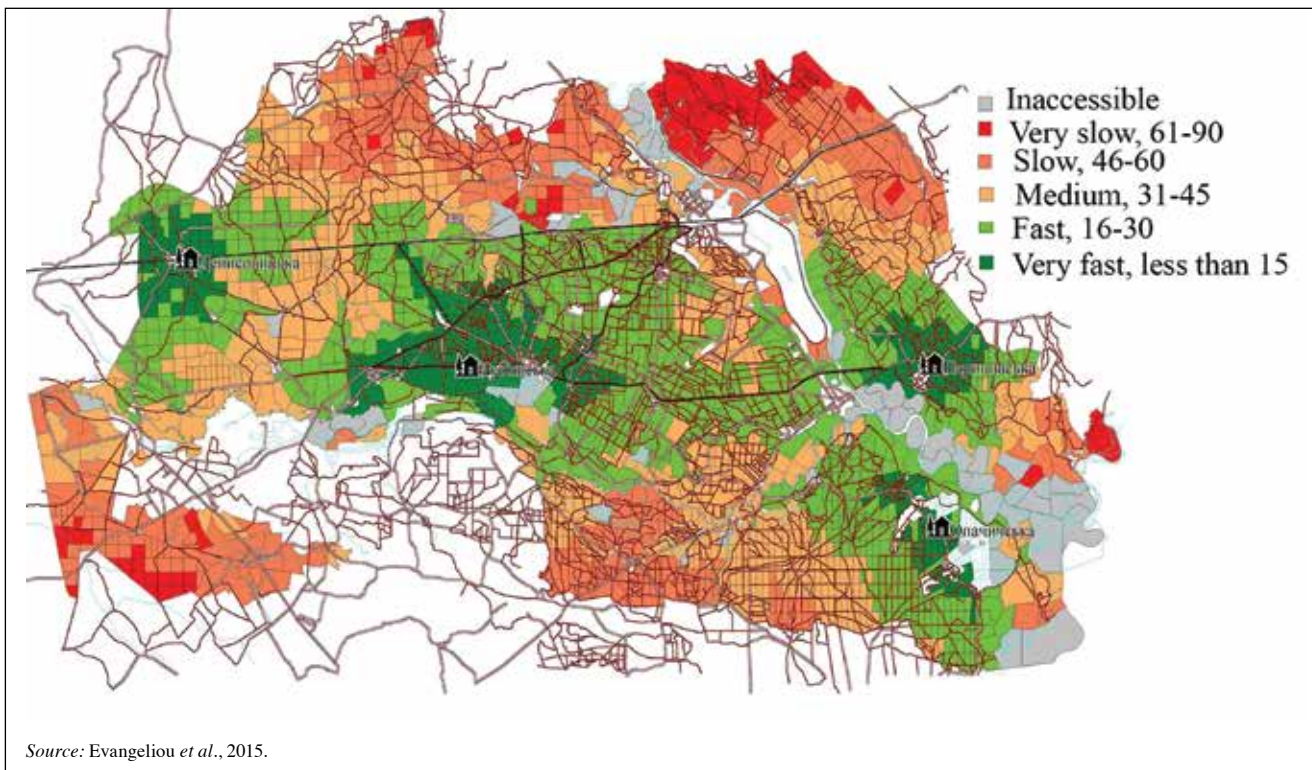 Inaccessible
Very slow, 61-90
Slow, 46-60
Medium, 31-45
Fast, 16-30
Very fast, less than 15
Source: Evangeliou et al., 2015.